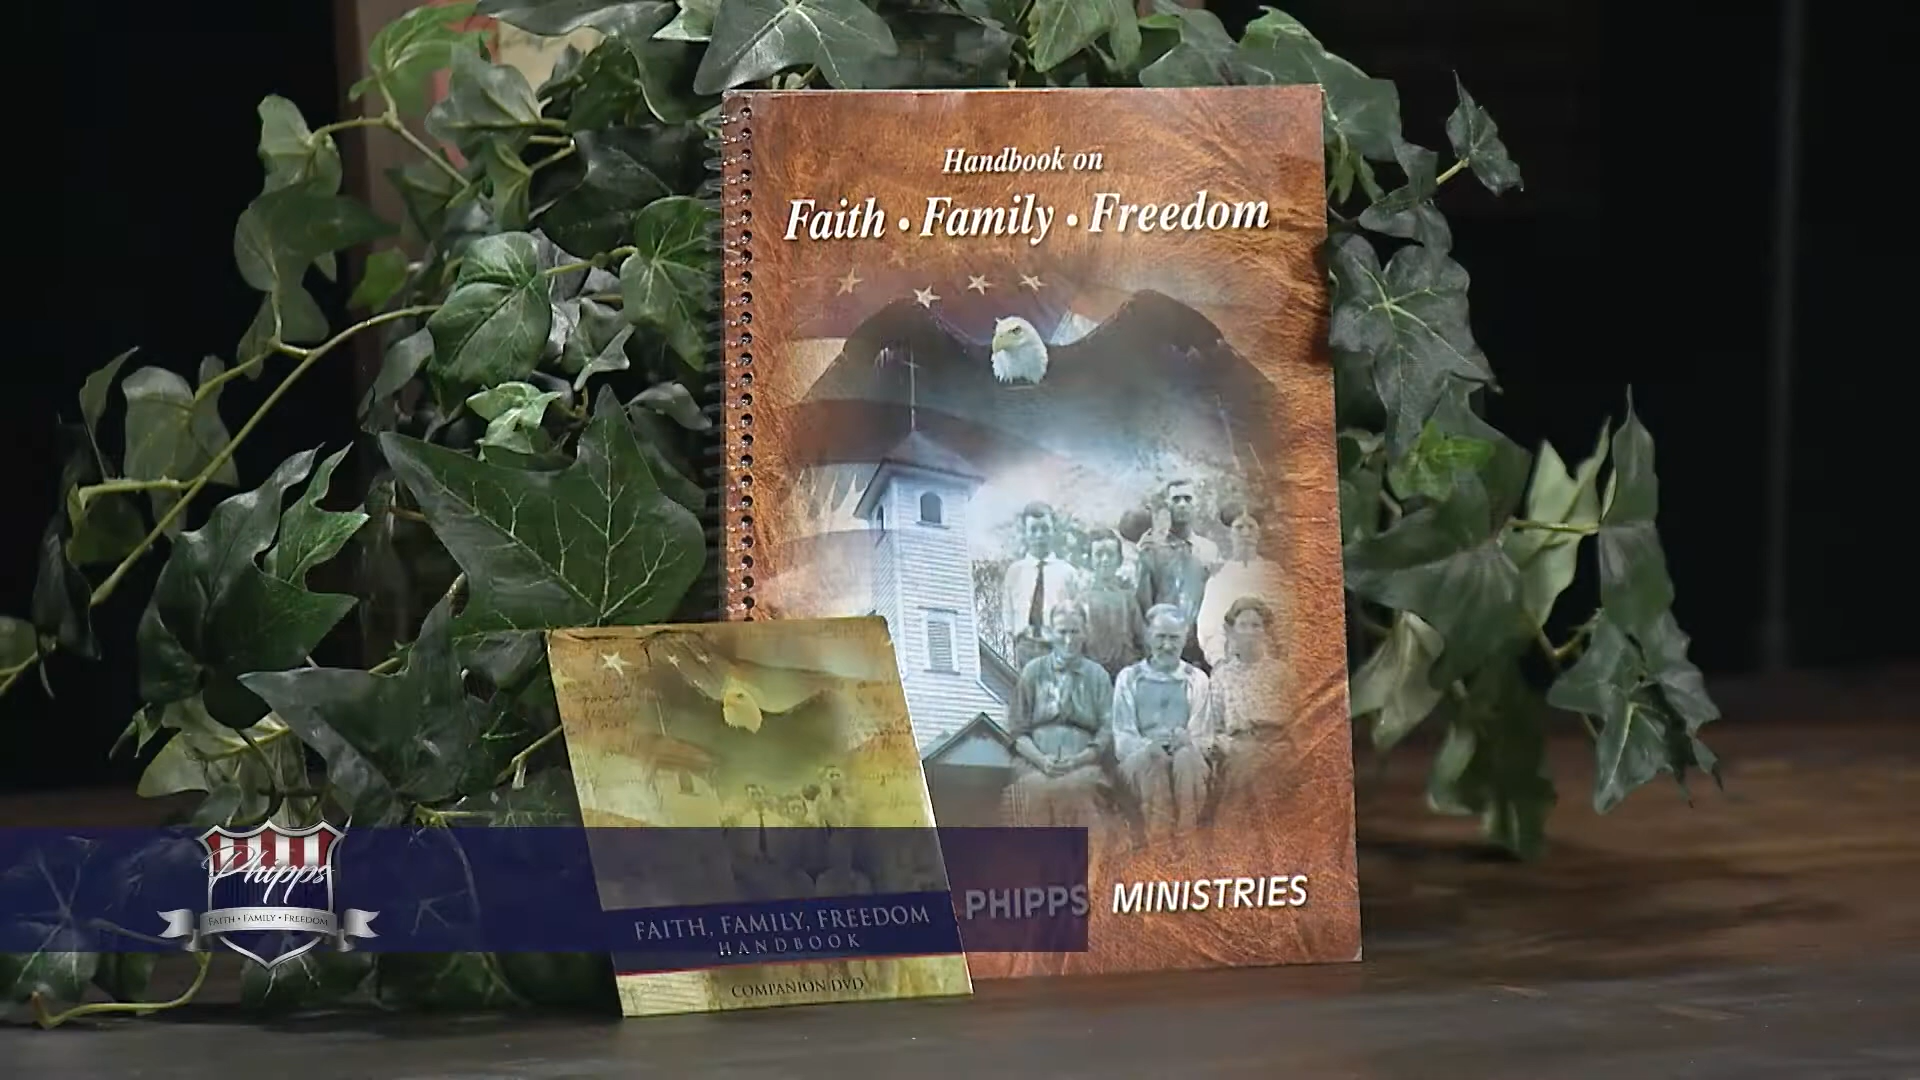 Handbook on
Faith • Family • Freedom
PHIPPS MINISTRIES
FAITH, FAMILY, FREEDOM
HANDBOOK
COMPANION DVD
Phipps
FAITH • FAMILY • FREEDOM